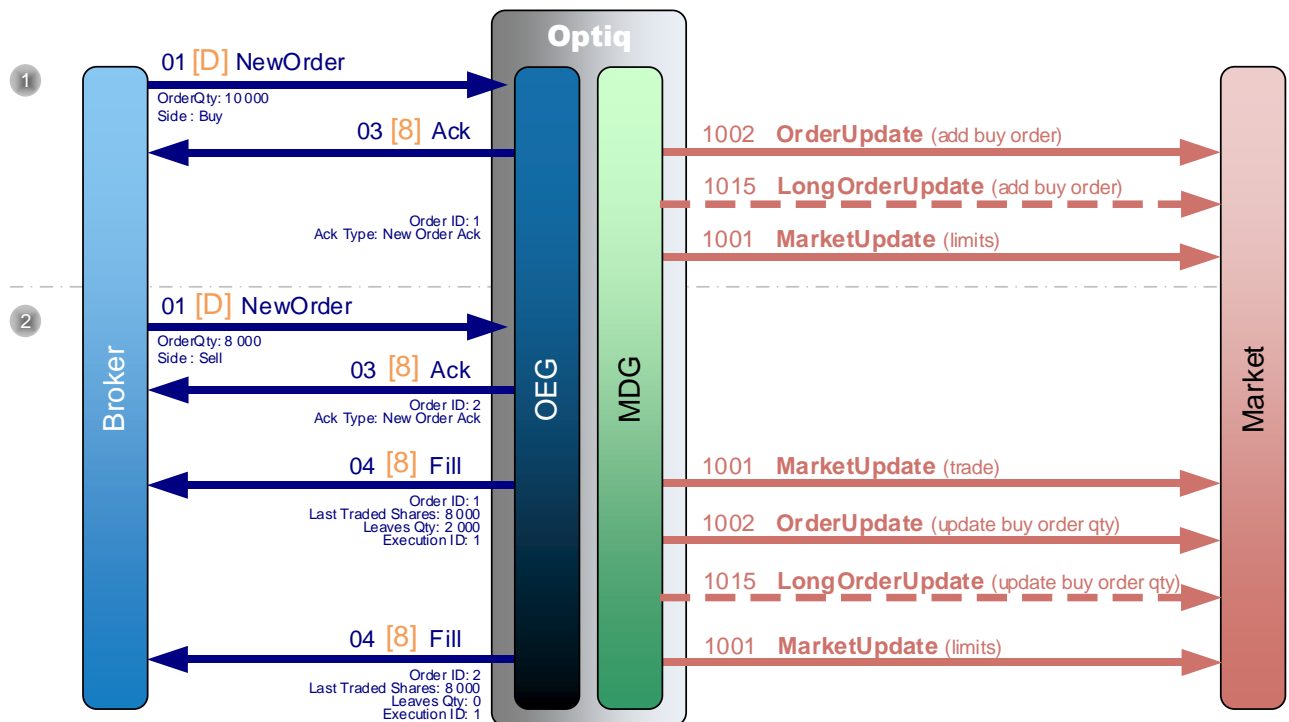 Optiq
1
01 [D] NewOrder
OrderQty: 10 000
Side : Buy
03 [8] Ack
1002 OrderUpdate (add buy order)
1015 LongOrderUpdate (add buy order)
Order ID: 1
Ack Type: New Order Ack
1001 MarketUpdate (limits)
2
01 [D] NewOrder
OrderQty: 8 000
Side : Sell
03 [8] Ack
Order ID: 2
Ack Type: New Order Ack
Broker
OEG
MDG
Market
04 [8] Fill
1001 MarketUpdate (trade)
Order ID: 1
Last Traded Shares: 8 000
Leaves Qty: 2 000
Execution ID: 1
1002 OrderUpdate (update buy order qty)
1015 LongOrderUpdate (update buy order qty)
04 [8] Fill
1001 MarketUpdate (limits)
Order ID: 2
Last Traded Shares: 8 000
Leaves Qty: 0
Execution ID: 1